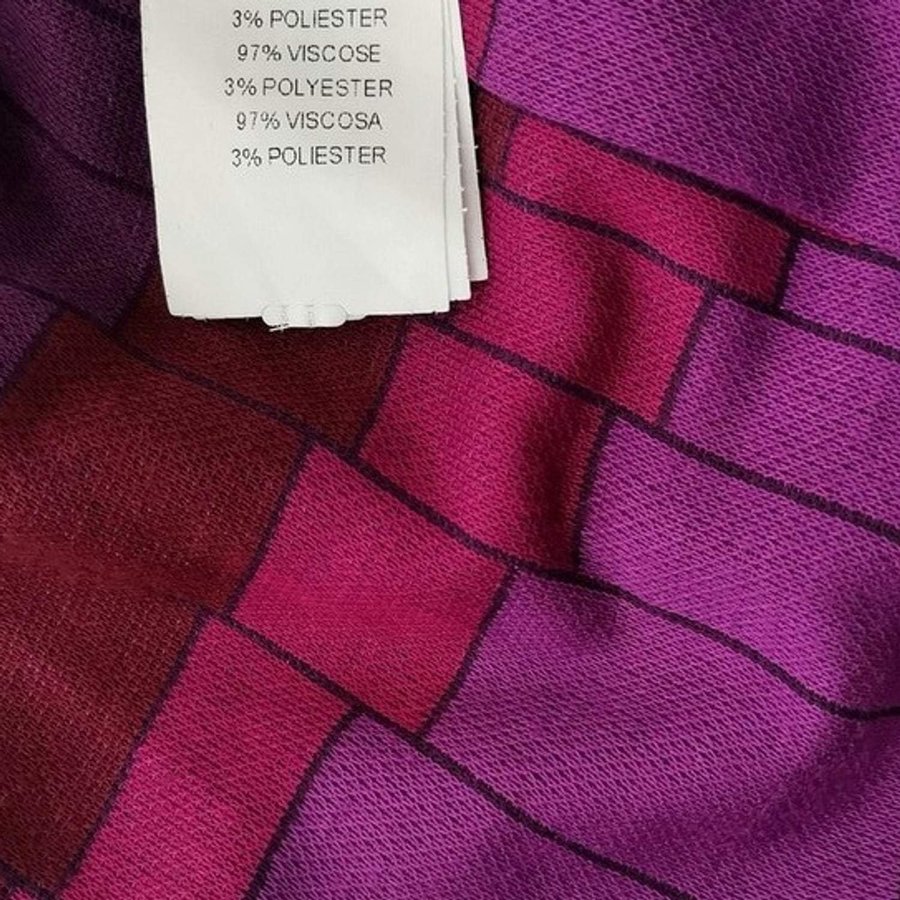 3% POLIESTER
97% VISCOSE
3% POLYESTER
97% VISCOSA
3% POLIESTER